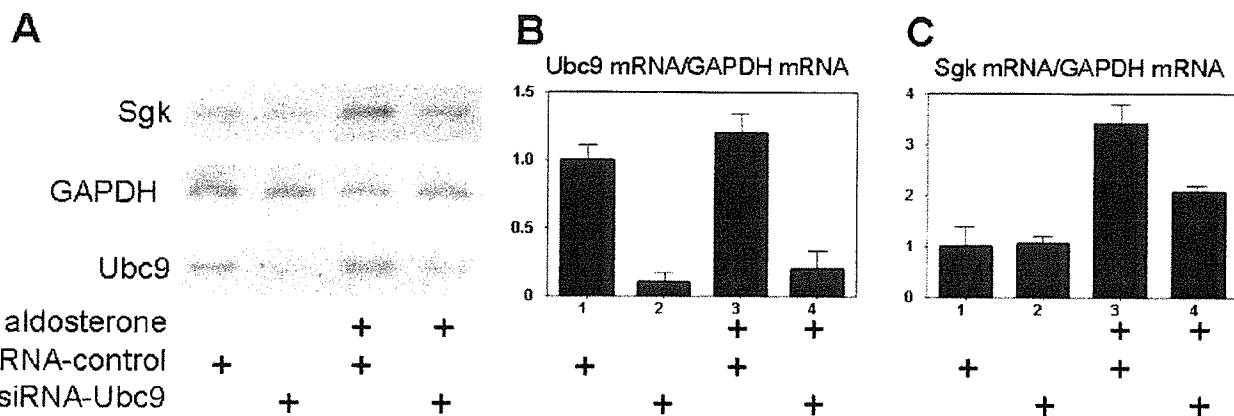 A
B
C
Ubc9 mRNA/GAPDH mRNA
Sgk mRNA/GAPDH mRNA
Sgk
GAPDH
Ubc9
1.5
1.0
0.5
0
1 2 3 4
4
3
2
1
0
1 2 3 4
aldosterone + + + + + +
RNA-control + + + + + +
siRNA-Ubc9 + + + + + +